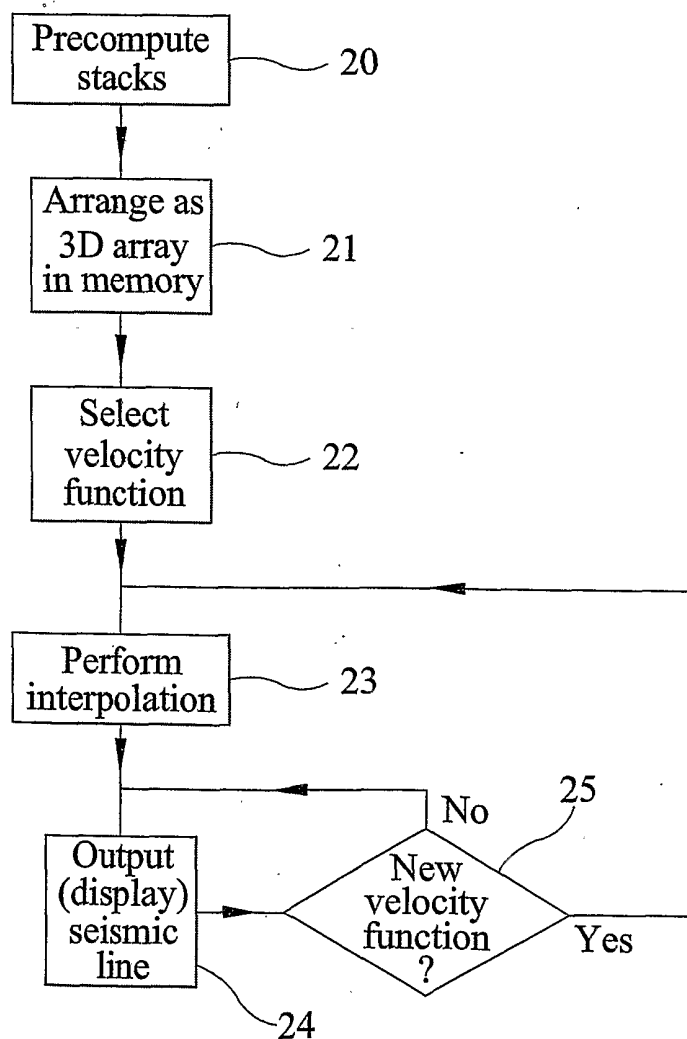 Precompute
stacks
20
Arrange as
3D array
in memory
21
Select
velocity
function
22
Perform
interpolation
23
No
25
Output
(display)
seismic
line
24
New
velocity
function
?
Yes